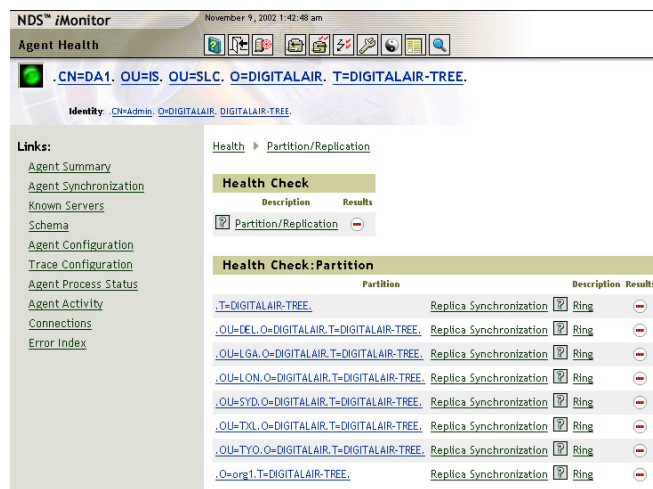 NDS™ iMonitor
November 9, 2002 1:42:48 am
Agent Health
.CN=DA1. OU=IS. OU=SLC. O=DIGITALAIR. T=DIGITALAIR-TREE.
Identity: .CN=Admin. O=DIGITALAIR. DIGITALAIR-TREE.
Links:
Agent Summary
Agent Synchronization
Known Servers
Schema
Agent Configuration
Trace Configuration
Agent Process Status
Agent Activity
Connections
Error Index
Health Partition/Replication
Health Check
Description Results
? Partition/Replication
Health Check:Partition
Partition Description Results
.T=DIGITALAIR-TREE. Replica Synchronization ? Ring
.OU=DEL.O=DIGITALAIR.T=DIGITALAIR-TREE. Replica Synchronization ? Ring
.OU=LGA.O=DIGITALAIR.T=DIGITALAIR-TREE. Replica Synchronization ? Ring
.OU=LON.O=DIGITALAIR.T=DIGITALAIR-TREE. Replica Synchronization ? Ring
.OU=SYD.O=DIGITALAIR.T=DIGITALAIR-TREE. Replica Synchronization ? Ring
.OU=TXL.O=DIGITALAIR.T=DIGITALAIR-TREE. Replica Synchronization ? Ring
.OU=TYO.O=DIGITALAIR.T=DIGITALAIR-TREE. Replica Synchronization ? Ring
.O=org1.T=DIGITALAIR-TREE. Replica Synchronization ? Ring